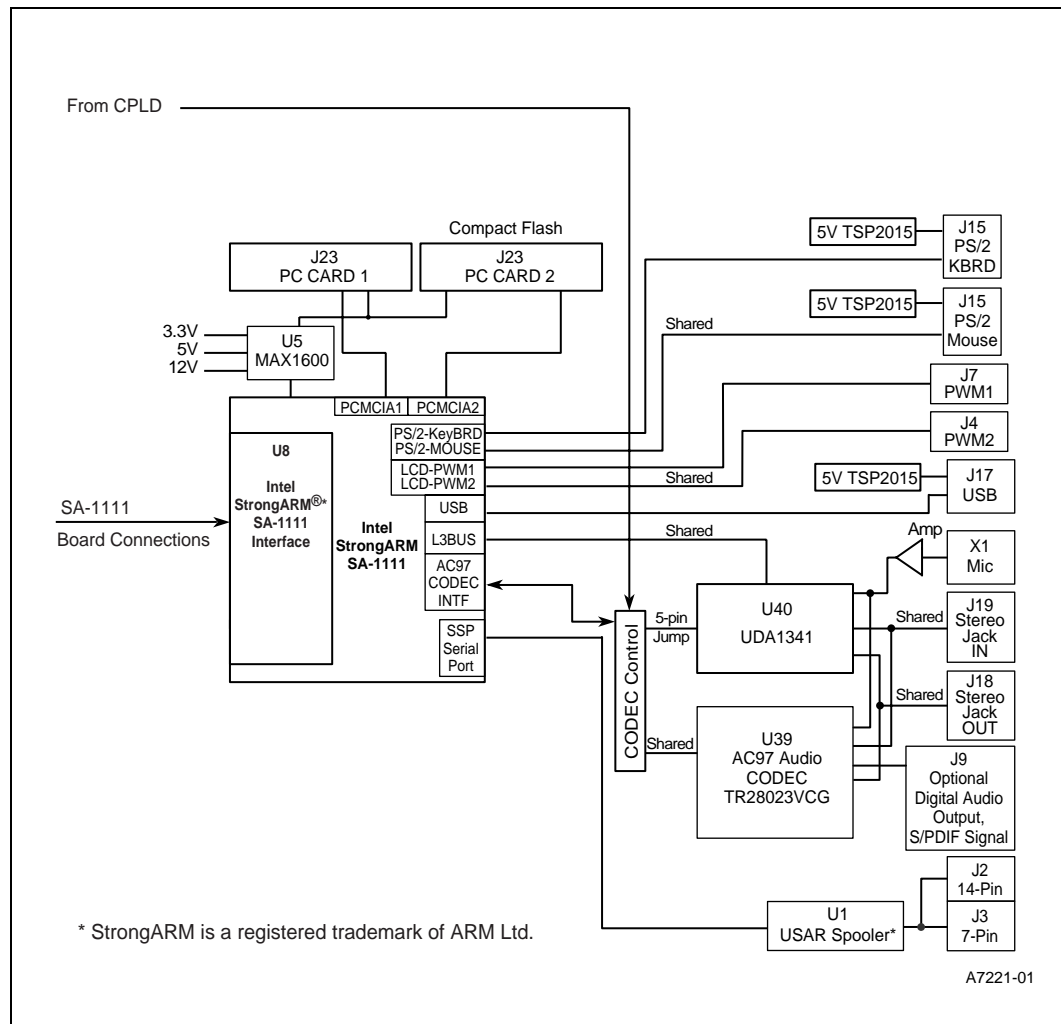 From CPLD
Compact Flash
J23
PC CARD 1
J23
PC CARD 2
5V TSP2015
J15
PS/2
KBRD
5V TSP2015
J15
PS/2
Mouse
Shared
3.3V
5V
12V
U5
MAX1600
J7
PWM1
J4
PWM2
PCMCIA1
PCMCIA2
PS/2-KeyBRD
PS/2-MOUSE
LCD-PWM1
LCD-PWM2
Shared
5V TSP2015
J17
USB
U8
Intel
StrongARM®*
SA-1111
Interface
Intel
StrongARM
SA-1111
USB
L3BUS
AC97
CODEC
INTF
SSP
Serial
Port
SA-1111
Board Connections
Shared
Amp
X1
Mic
CODEC Control
5-pin
Jump
U40
UDA1341
Shared
J19
Stereo
Jack
IN
Shared
J18
Stereo
Jack
OUT
Shared
U39
AC97 Audio
CODEC
TR28023VCG
J9
Optional
Digital Audio
Output,
S/PDIF Signal
U1
USAR Spooler*
J2
14-Pin
J3
7-Pin
* StrongARM is a registered trademark of ARM Ltd.
A7221-01